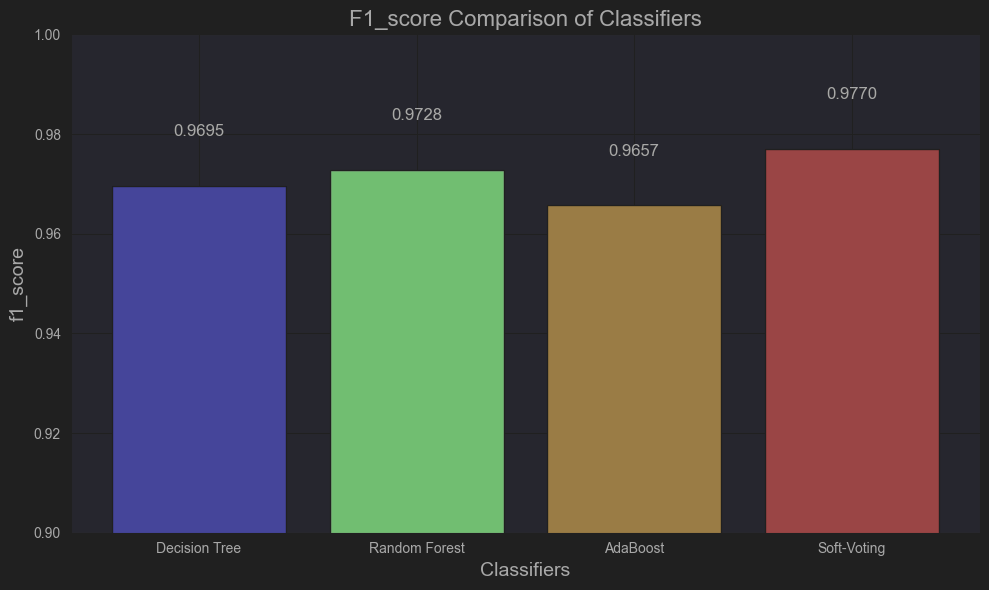 F1_score Comparison of Classifiers
1.00
0.98
0.96
0.94
0.92
0.90
f1_score
0.9695
0.9728
0.9657
0.9770
Decision Tree
Random Forest
AdaBoost
Soft-Voting
Classifiers